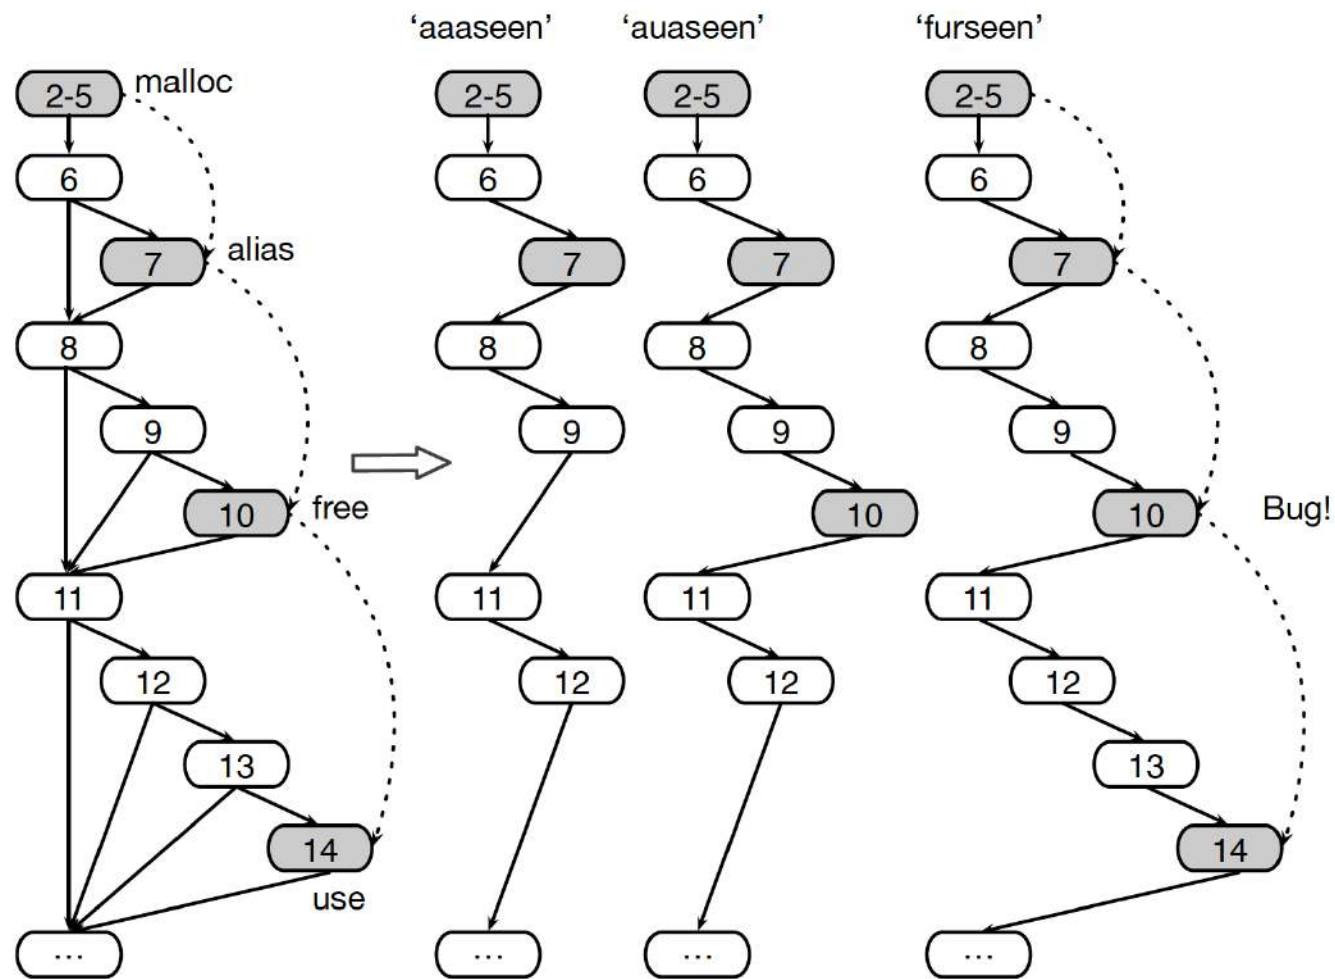 ‘aaaseen’ ‘auaseen’ ‘furseen’
2-5 malloc 2-5 2-5 2-5
6 6 6 6
7 alias 7 7 7
8 8 8 8
9 9 9 9
10 free 10 10 Bug!
11 11 11 11
12 12 12 12
13 13
14 14
use
... ... ... ...